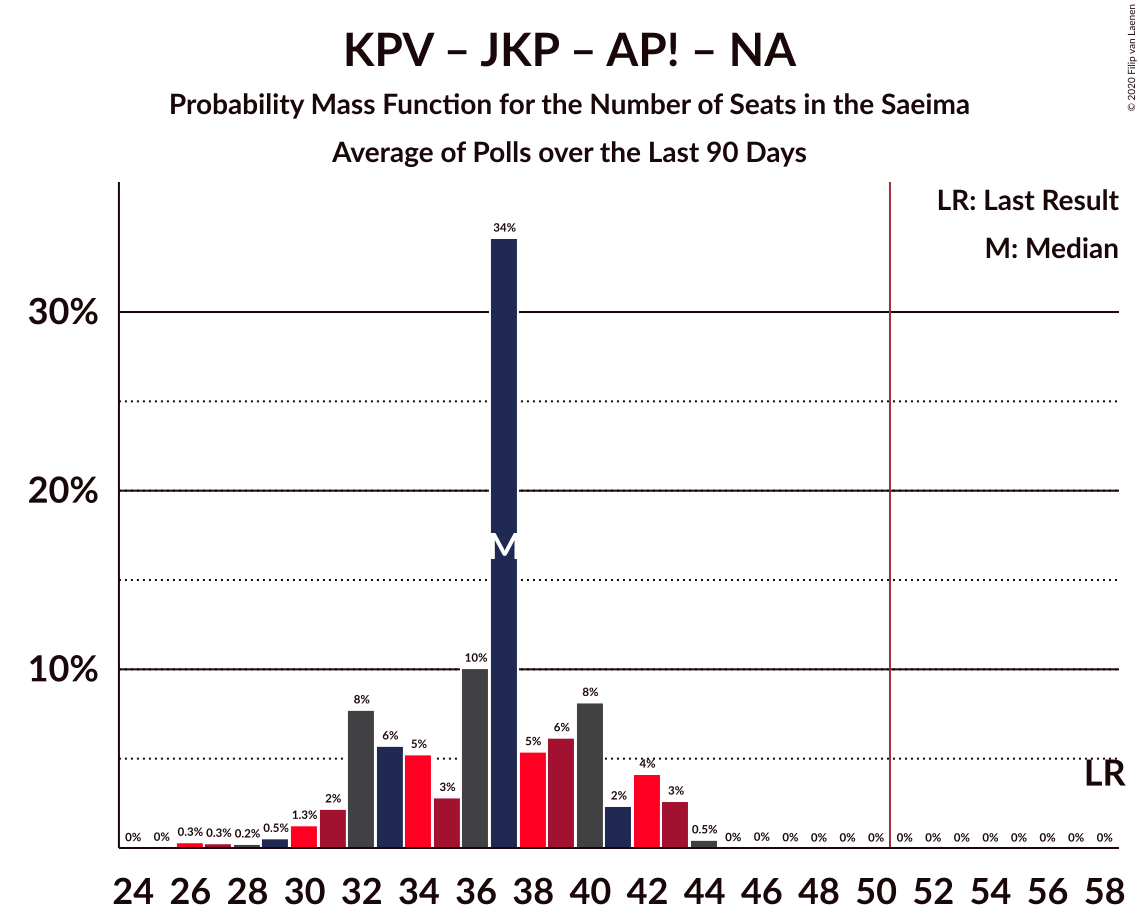 KPV – JKP – AP! – NA
Probability Mass Function for the Number of Seats in the Saeima
Average of Polls over the Last 90 Days
© 2020 Filip van Laenen
LR: Last Result
M: Median
30%
20%
10%
0% 0% 0.3% 0.3% 0.2% 0.5% 1.3% 2% 8% 6% 5% 3% 10% 34% 5% 6% 8% 2% 4% 3% 0.5% 0% 0% 0% 0% 0% 0% 0% 0% 0% 0% 0% 0% 0% 0%
M
LR
24 26 28 30 32 34 36 38 40 42 44 46 48 50 52 54 56 58